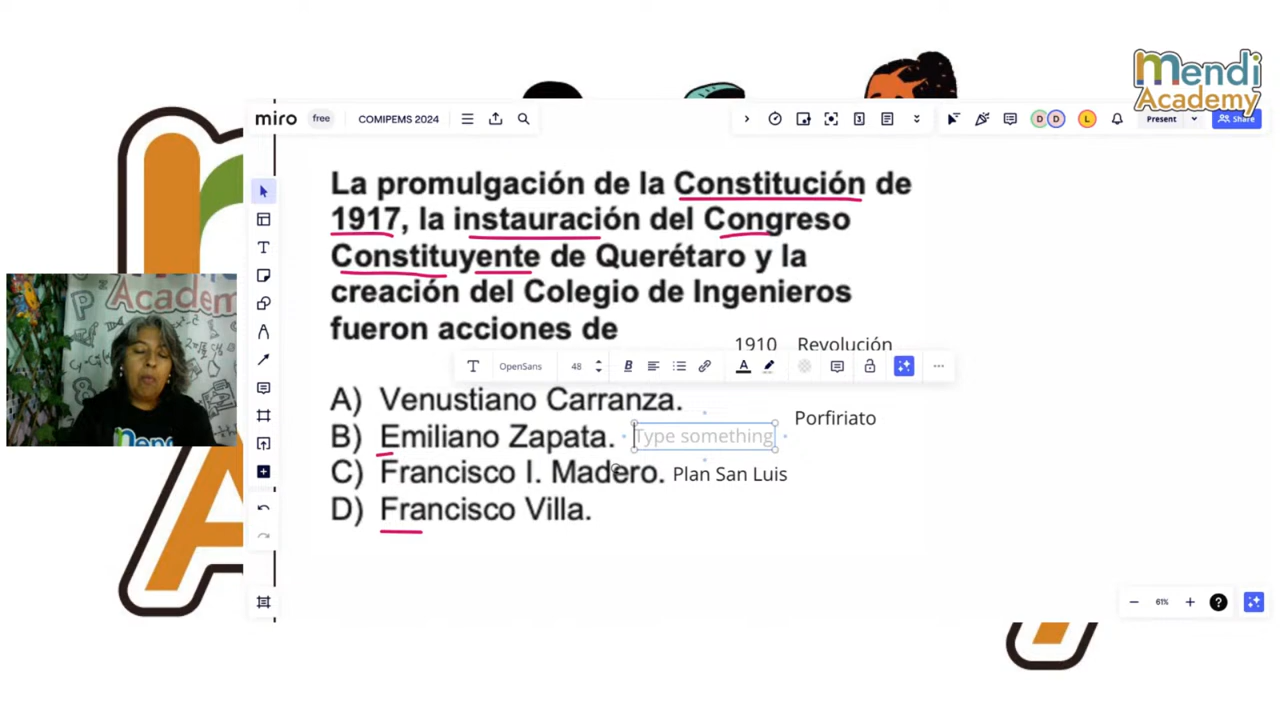 mendi
Academy
miro free COMIPEMS 2024
D D L Present Share
La promulgación de la Constitución de
1917, la instauración del Congreso
Constituyente de Querétaro y la
creación del Colegio de Ingenieros
fueron acciones de
1910 Revolución
OpenSans 48
A) Venustiano Carranza.
Porfiriato
B) Emiliano Zapata. Type something
C) Francisco I. Madero. Plan San Luis
D) Francisco Villa.
Academy
61%